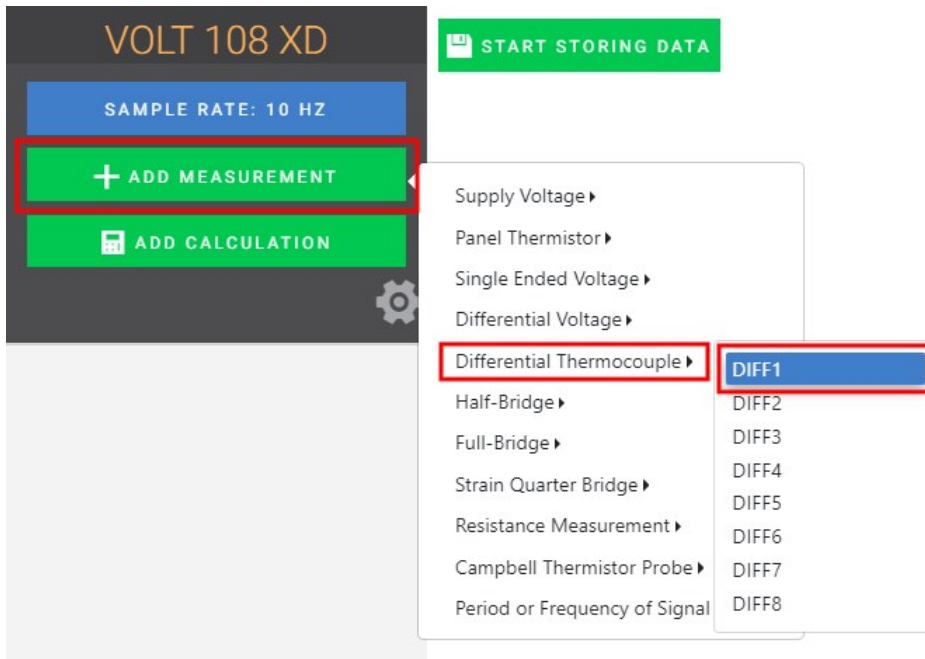 VOLT 108 XD
START STORING DATA
SAMPLE RATE: 10 HZ
ADD MEASUREMENT
ADD CALCULATION
Supply Voltage
Panel Thermistor
Single Ended Voltage
Differential Voltage
Differential Thermocouple
Half-Bridge
Full-Bridge
Strain Quarter Bridge
Resistance Measurement
Campbell Thermistor Probe
Period or Frequency of Signal
DIFF1
DIFF2
DIFF3
DIFF4
DIFF5
DIFF6
DIFF7
DIFF8